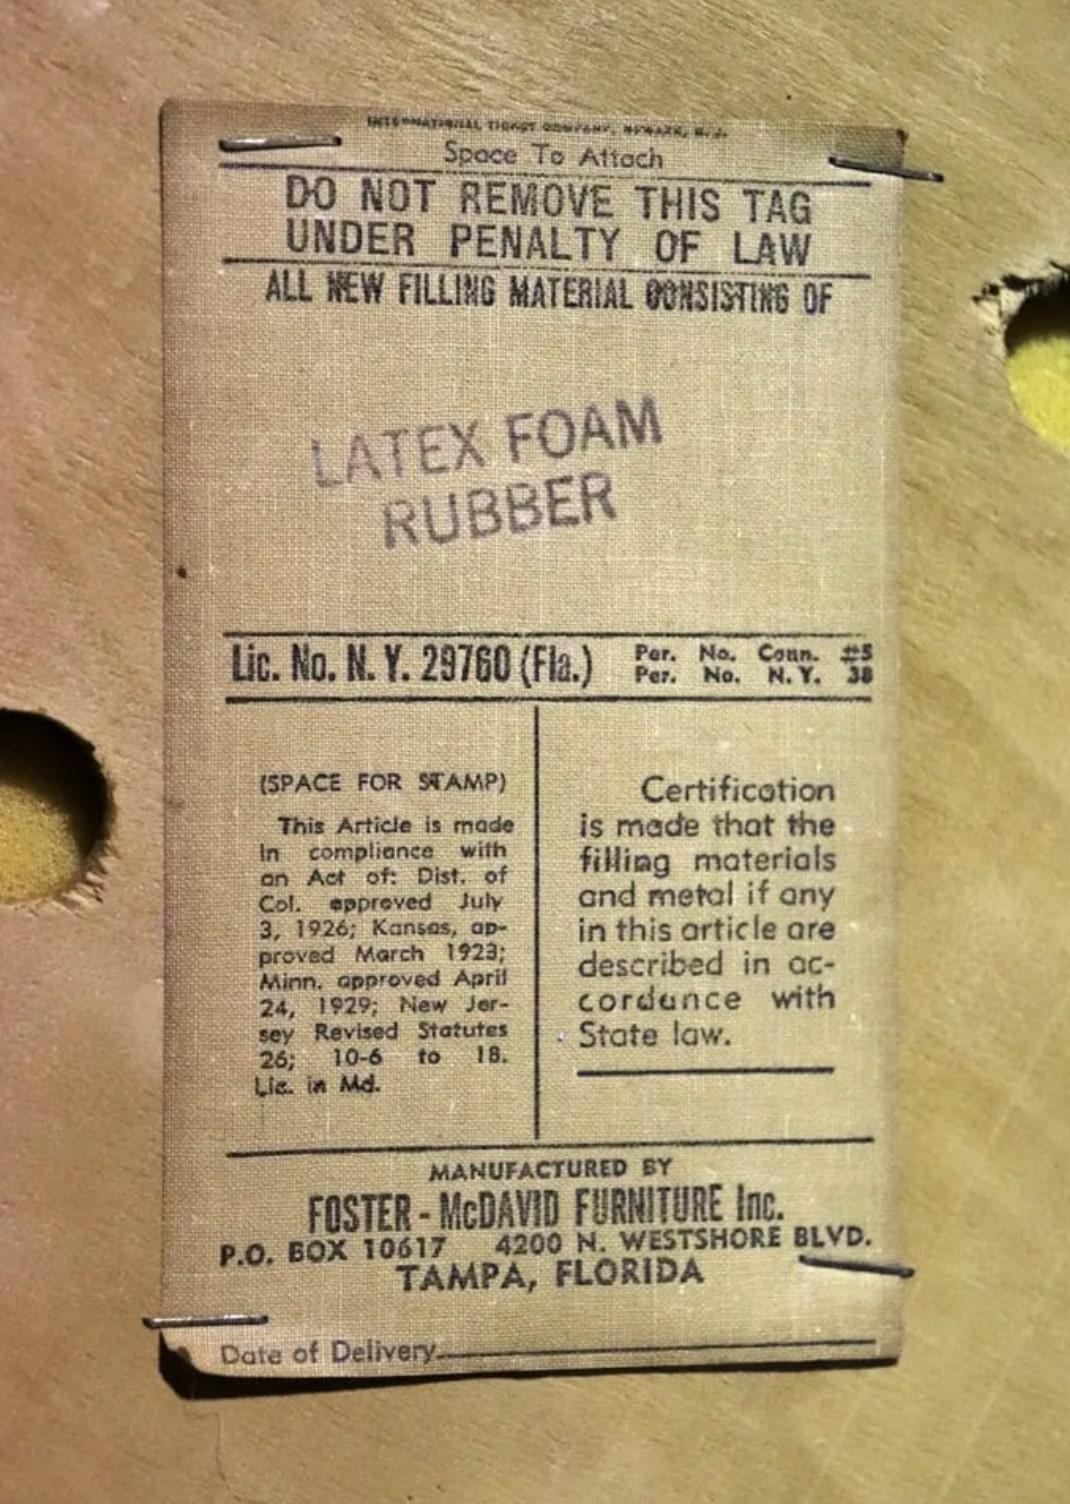 INTERNATIONAL TICKET COMPANY, NEWARK, N. J.
Space To Attach
DO NOT REMOVE THIS TAG
UNDER PENALTY OF LAW
ALL NEW FILLING MATERIAL CONSISTING OF
LATEX FOAM
RUBBER
Lic. No. N. Y. 29760 (Fla.)
Per. No. Conn. #5
Per. No. N. Y. 38
(SPACE FOR STAMP)
This Article is made
in compliance with
an Act of: Dist. of
Col. approved July
3, 1926; Kansas, ap-
proved March 1923;
Minn. approved April
24, 1929; New Jer-
sey Revised Statutes
26; 10-6 to 18.
Lic. in Md.
Certification
is made that the
filling materials
and metal if any
in this article are
described in ac-
cordance with
State law.
MANUFACTURED BY
FOSTER - McDAVID FURNITURE Inc.
P.O. BOX 10617 4200 N. WESTSHORE BLVD.
TAMPA, FLORIDA
Date of Delivery